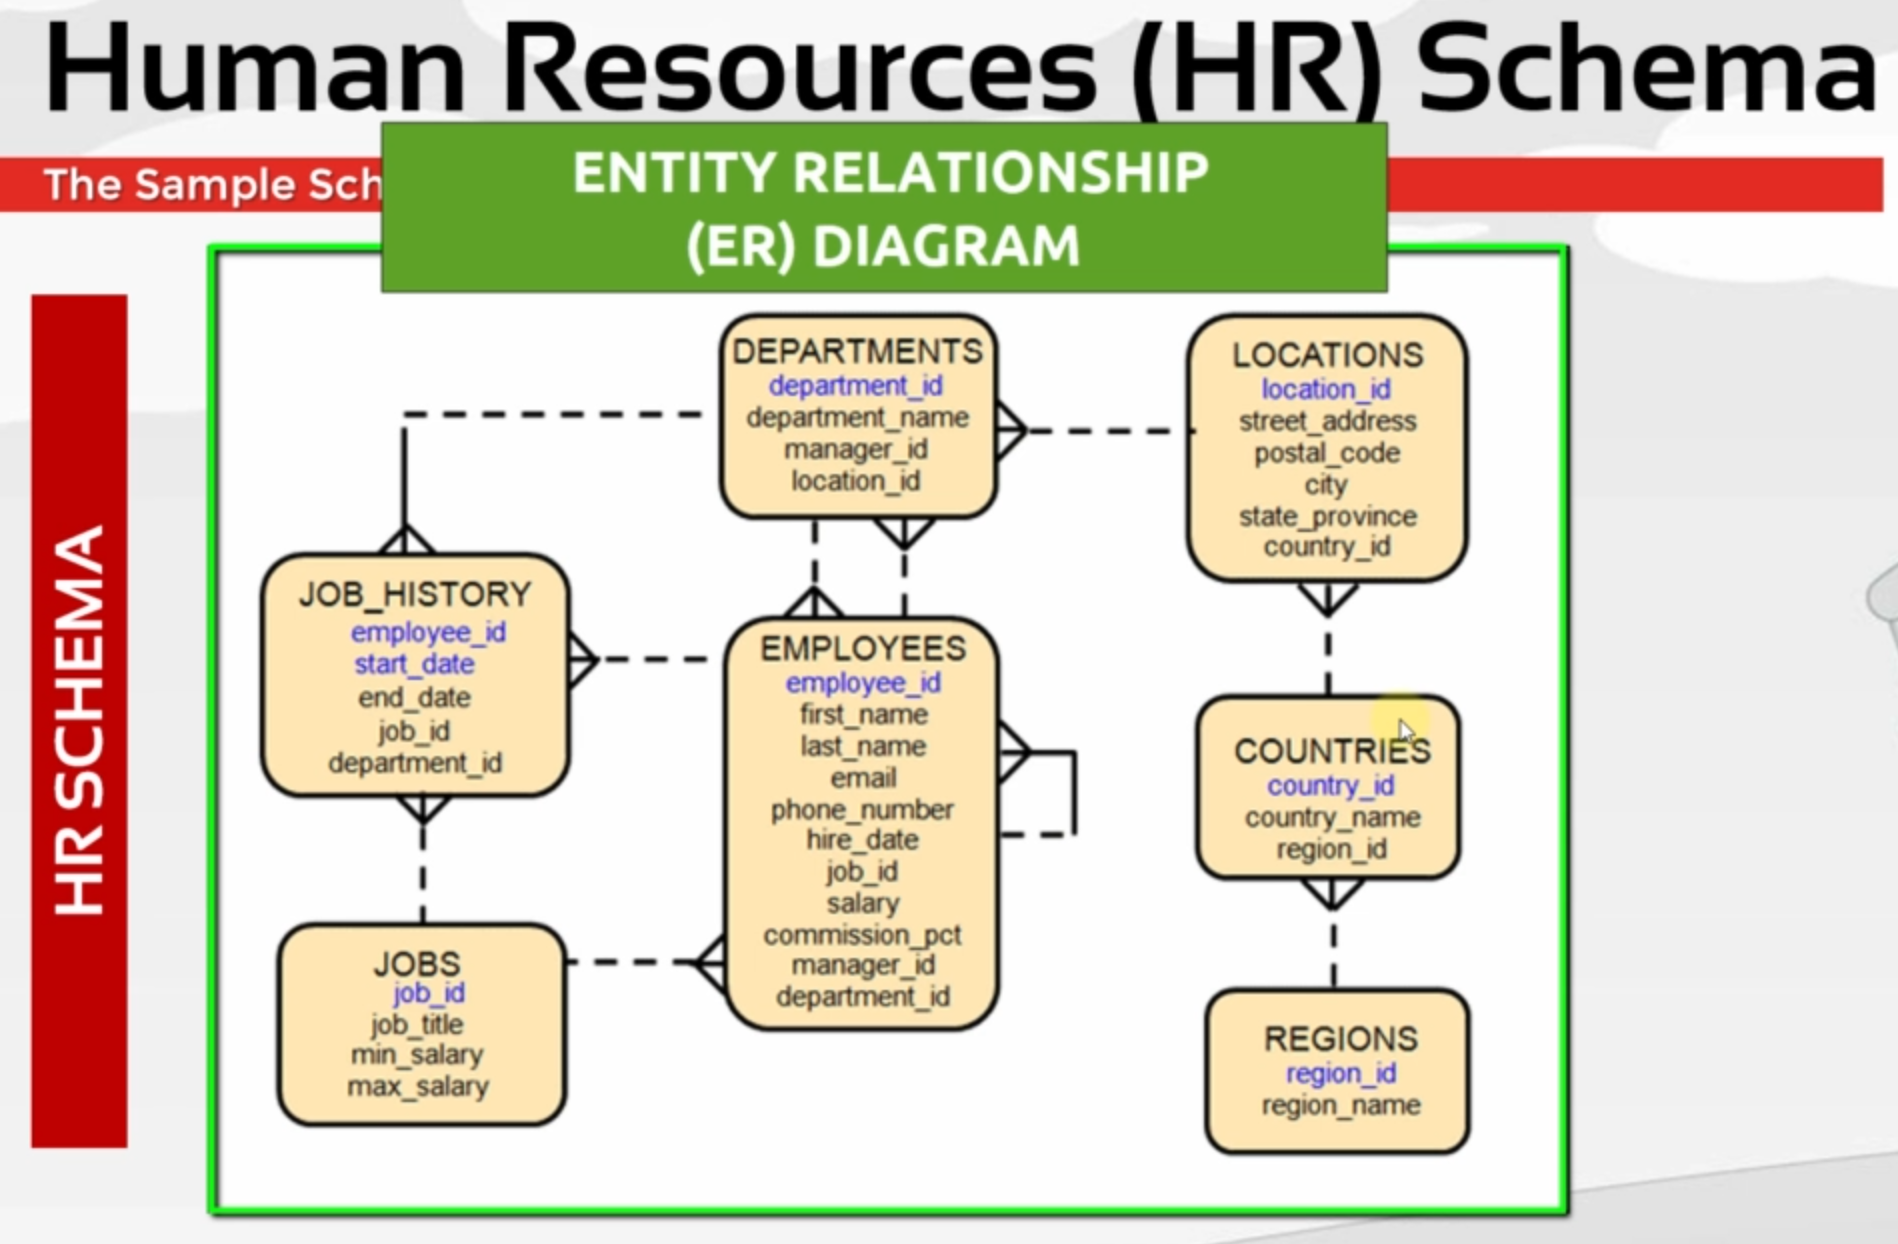 Human Resources (HR) Schema
The Sample Sch
ENTITY RELATIONSHIP
(ER) DIAGRAM
HR SCHEMA
DEPARTMENTS
department_id
department_name
manager_id
location_id
LOCATIONS
location_id
street_address
postal_code
city
state_province
country_id
JOB_HISTORY
employee_id
start_date
end_date
job_id
department_id
EMPLOYEES
employee_id
first_name
last_name
email
phone_number
hire_date
job_id
salary
commission_pct
manager_id
department_id
COUNTRIES
country_id
country_name
region_id
JOBS
job_id
job_title
min_salary
max_salary
REGIONS
region_id
region_name